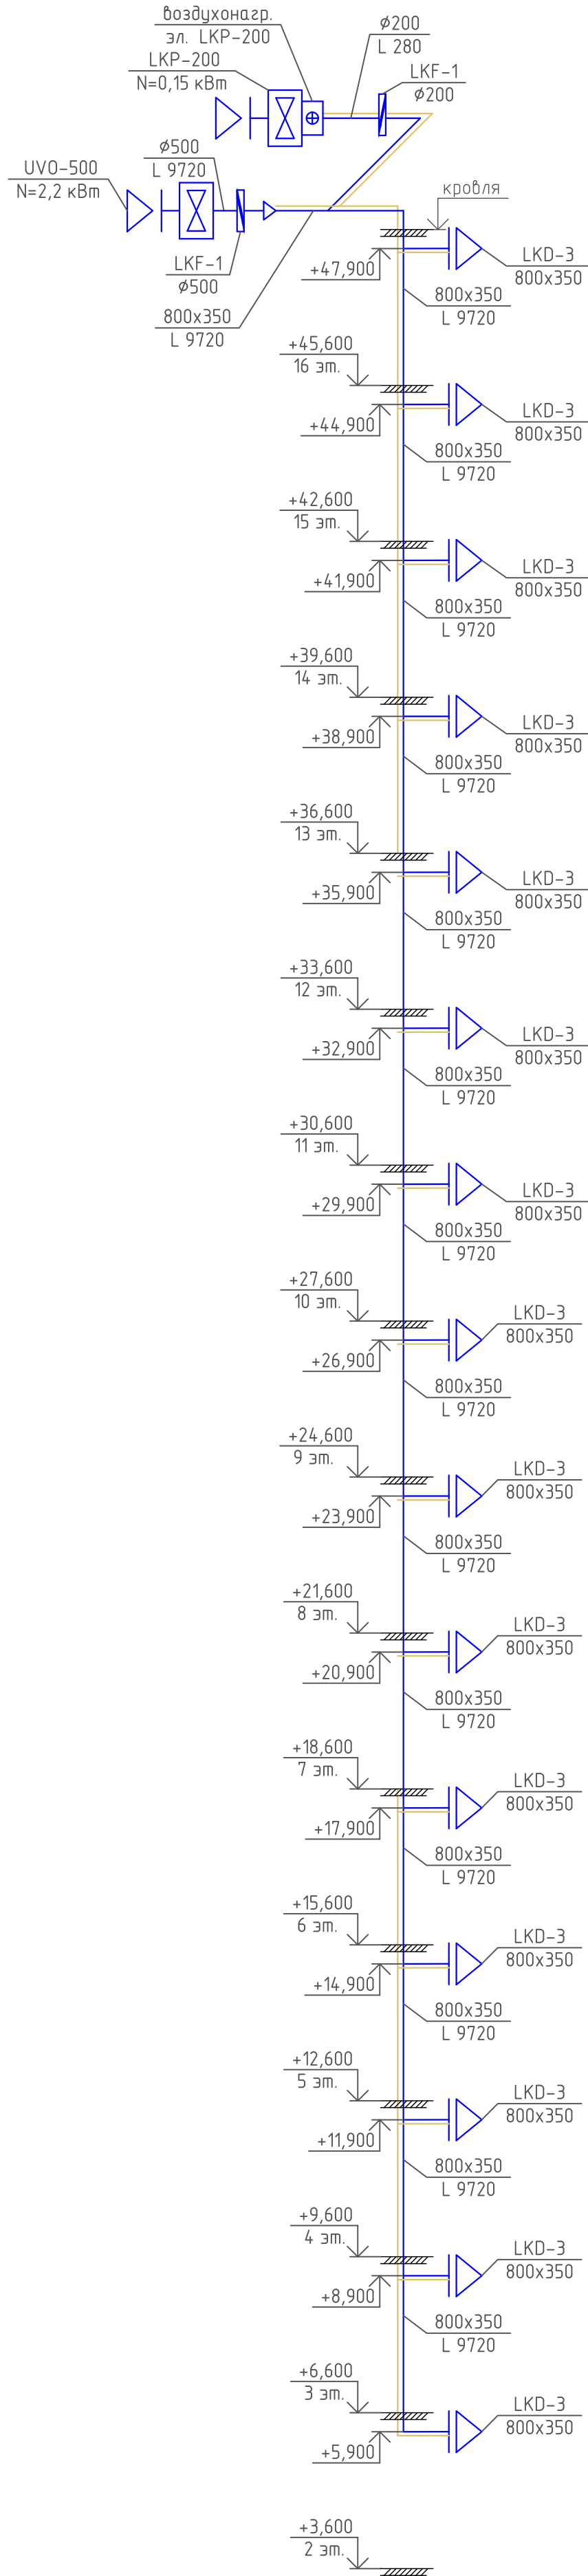 воздухонагр.
эл. LKP-200
LKP-200
N=0,15 кВт
ø200
L 280
LKF-1
ø200
ø500
L 9720
UVO-500
N=2,2 кВт
LKF-1
ø500
800x350
L 9720
кровля
+47,900
LKD-3
800x350
800x350
L 9720
+45,600
16 эт.
+44,900
LKD-3
800x350
800x350
L 9720
+42,600
15 эт.
+41,900
LKD-3
800x350
800x350
L 9720
+39,600
14 эт.
+38,900
LKD-3
800x350
800x350
L 9720
+36,600
13 эт.
+35,900
LKD-3
800x350
800x350
L 9720
+33,600
12 эт.
+32,900
LKD-3
800x350
800x350
L 9720
+30,600
11 эт.
+29,900
LKD-3
800x350
800x350
L 9720
+27,600
10 эт.
+26,900
LKD-3
800x350
800x350
L 9720
+24,600
9 эт.
+23,900
LKD-3
800x350
800x350
L 9720
+21,600
8 эт.
+20,900
LKD-3
800x350
800x350
L 9720
+18,600
7 эт.
+17,900
LKD-3
800x350
800x350
L 9720
+15,600
6 эт.
+14,900
LKD-3
800x350
800x350
L 9720
+12,600
5 эт.
+11,900
LKD-3
800x350
800x350
L 9720
+9,600
4 эт.
+8,900
LKD-3
800x350
800x350
L 9720
+6,600
3 эт.
+5,900
LKD-3
800x350
+3,600
2 эт.